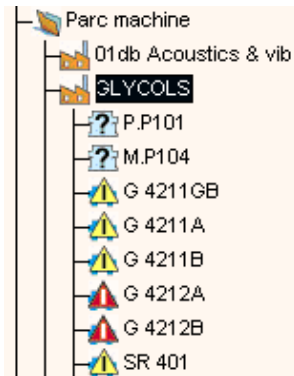 Parc machine
01db Acoustics & vib
GLYCOLS
P.P101
M.P104
G 4211GB
G 4211A
G 4211B
G 4212A
G 4212B
SR 401